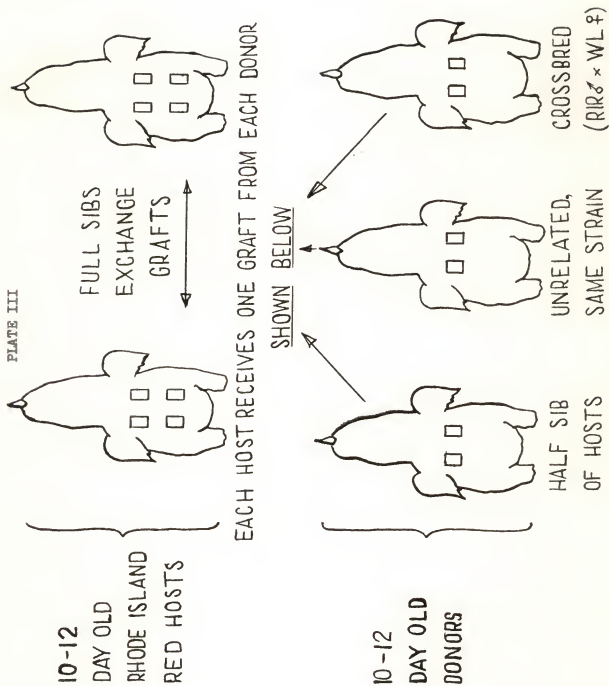 PLATE III
10-12
DAY OLD
RHODE ISLAND
RED HOSTS
FULL SIBS
EXCHANGE
GRAFTS
EACH HOST RECEIVES ONE GRAFT FROM EACH DONOR
SHOWN BELOW
10-12
DAY OLD
DONORS
HALF SIB
OF HOSTS
UNRELATED,
SAME STRAIN
CROSSBRED
(RIR♂ × WL♀)